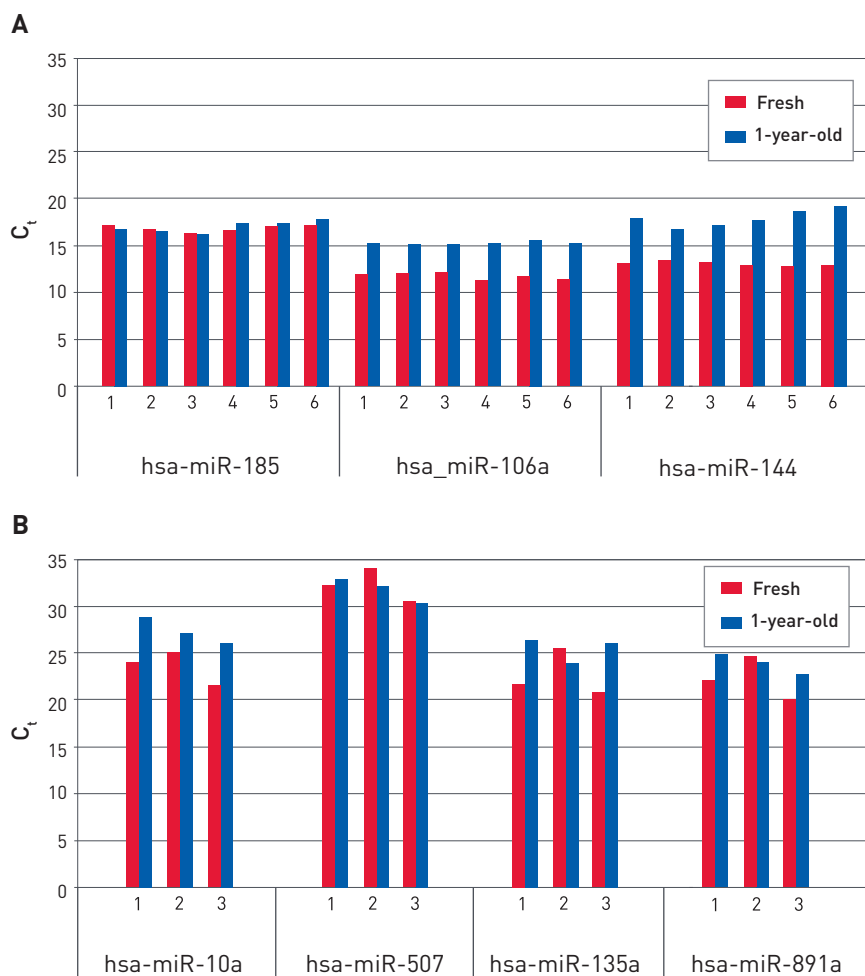 A
35
30
25
20
15
10
5
0
C_t
Fresh
1-year-old
1 2 3 4 5 6 1 2 3 4 5 6 1 2 3 4 5 6
hsa-miR-185 hsa_miR-106a hsa-miR-144
B
35
30
25
20
15
10
5
0
C_t
Fresh
1-year-old
1 2 3 1 2 3 1 2 3 1 2 3
hsa-miR-10a hsa-miR-507 hsa-miR-135a hsa-miR-891a